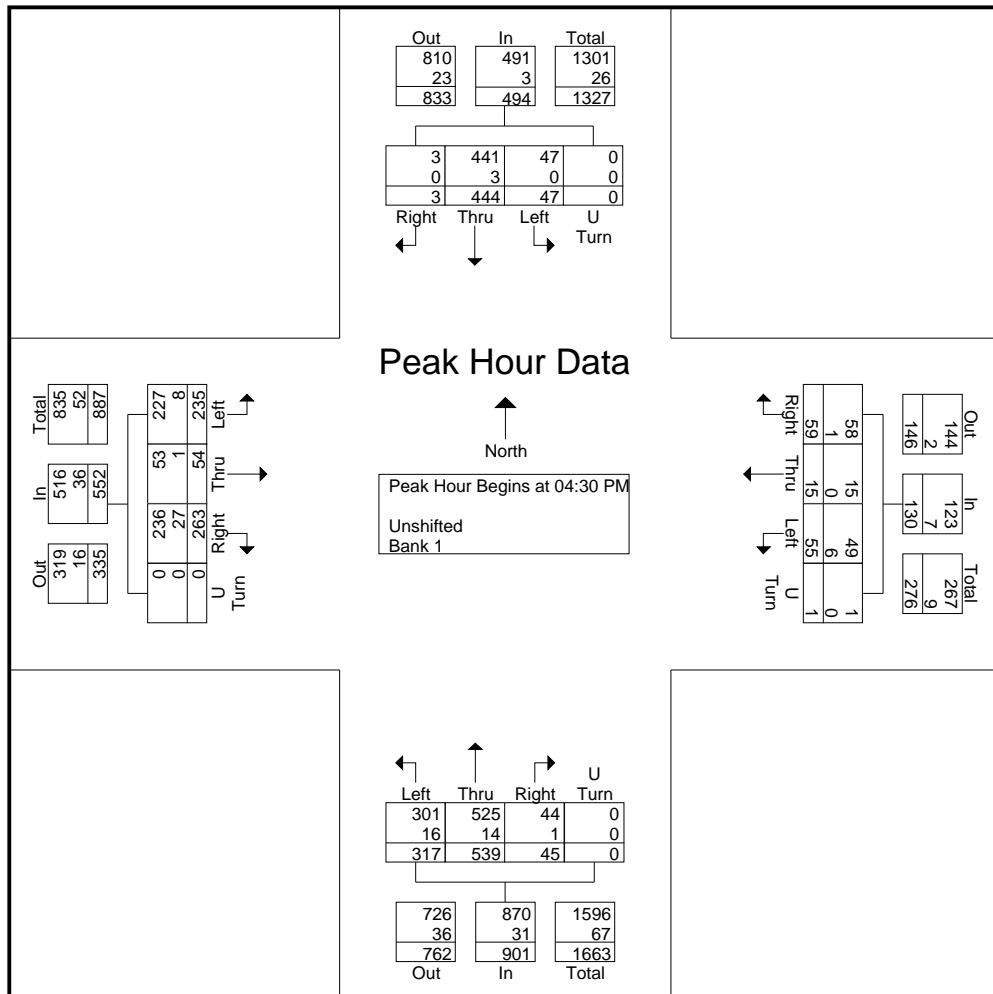 Out In Total
810 491 1301
23 3 26
833 494 1327
3 441 47 0
0 3 0 0
3 444 47 0
Right Thru Left U
Turn
Peak Hour Data
North
Peak Hour Begins at 04:30 PM
Unshifted
Bank 1
Total In Out
835 516 319
52 36 16
887 552 335
227 53 236 0
8 1 27 0
235 54 263 0
Left Thru Right U
Turn
Out In Total
144 123 267
2 7 9
146 130 276
58 15 49 1
1 0 6 0
59 15 55 1
Right Thru Left U
Turn
U
Left Thru Right Turn
301 525 44 0
16 14 1 0
317 539 45 0
726 870 1596
36 31 67
762 901 1663
Out In Total